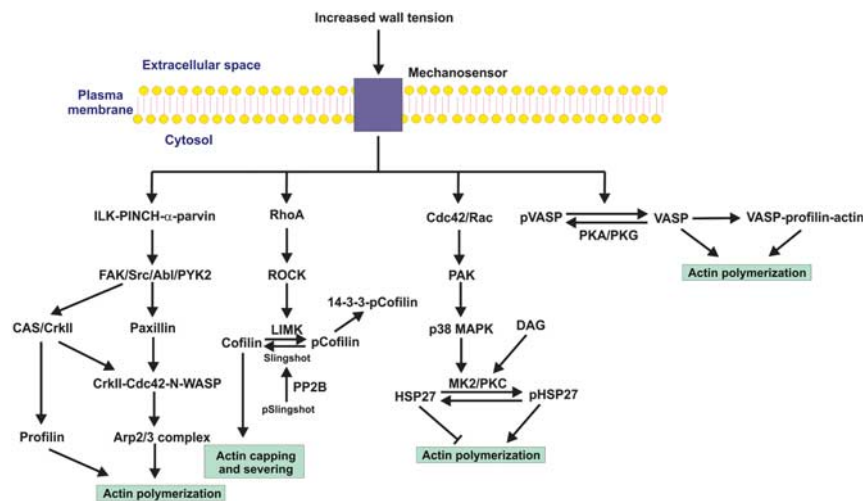 Increased wall tension
Extracellular space
Mechanosensor
Plasma
membrane
Cytosol
ILK-PINCH-α-parvin
RhoA
Cdc42/Rac
pVASP
VASP
VASP-profilin-actin
PKA/PKG
FAK/Src/Abl/PYK2
ROCK
PAK
Actin polymerization
14-3-3-pCofilin
CAS/CrkII
Paxillin
LIMK
p38 MAPK
DAG
Cofilin
pCofilin
Slingshot
CrkII-Cdc42-N-WASP
PP2B
MK2/PKC
HSP27
pHSP27
pSlingshot
Profilin
Arp2/3 complex
Actin capping
and severing
Actin polymerization
Actin polymerization